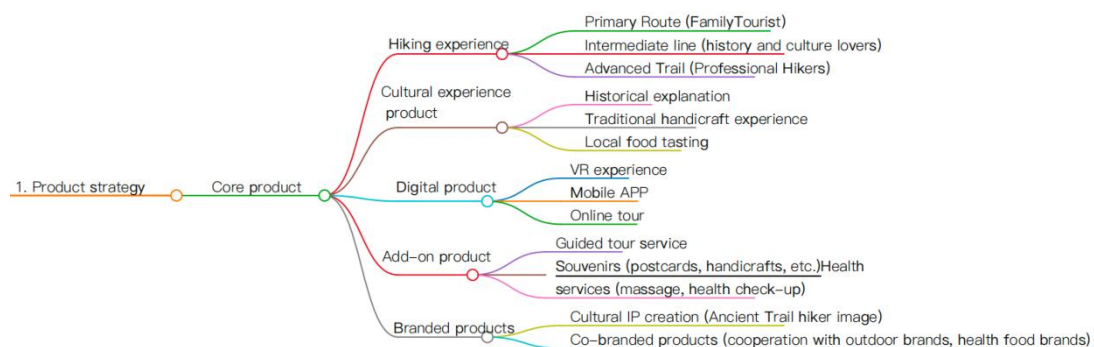 1. Product strategy
Core product
Hiking experience
Primary Route (FamilyTourist)
Intermediate line (history and culture lovers)
Advanced Trail (Professional Hikers)
Cultural experience
product
Historical explanation
Traditional handicraft experience
Local food tasting
Digital product
VR experience
Mobile APP
Online tour
Add-on product
Guided tour service
Souvenirs (postcards, handicrafts, etc.)Health
services (massage, health check-up)
Branded products
Cultural IP creation (Ancient Trail hiker image)
Co-branded products (cooperation with outdoor brands, health food brands)